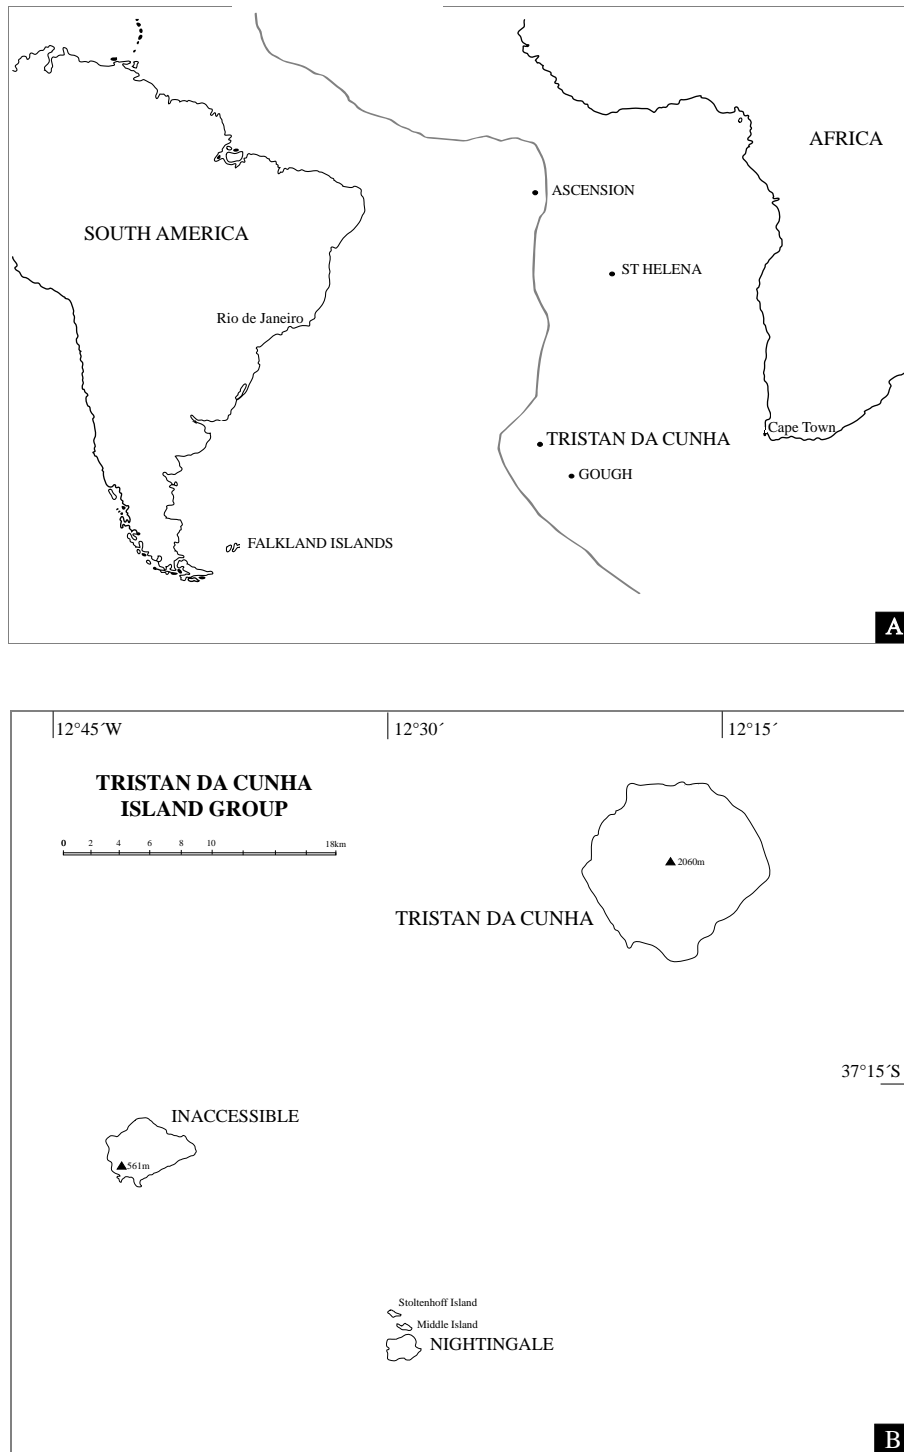 AFRICA
ASCENSION
SOUTH AMERICA
ST HELENA
Rio de Janeiro
Cape Town
TRISTAN DA CUNHA
GOUGH
FALKLAND ISLANDS
A
12°45´W
12°30´
12°15´
TRISTAN DA CUNHA
ISLAND GROUP
0 2 4 6 8 10 18km
2060m
TRISTAN DA CUNHA
37°15´S
INACCESSIBLE
561m
Stoltenhoff Island
Middle Island
NIGHTINGALE
B